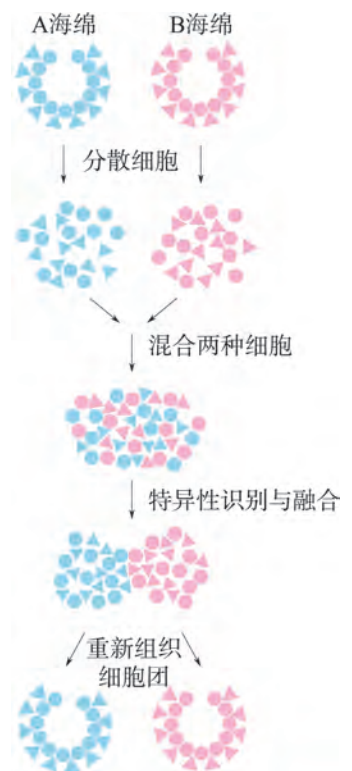 A海绵 B海绵
分散细胞
混合两种细胞
特异性识别与融合
重新组织
细胞团